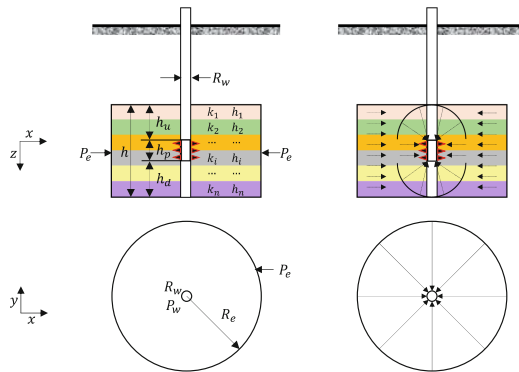 R_w
k_1 h_1
h_u
k_2 h_2
x
... ...
z
P_e
h
h_p
... ...
k_i h_i
P_e
h_d
k_n h_n
P_e
R_w
P_w
R_e
y
x